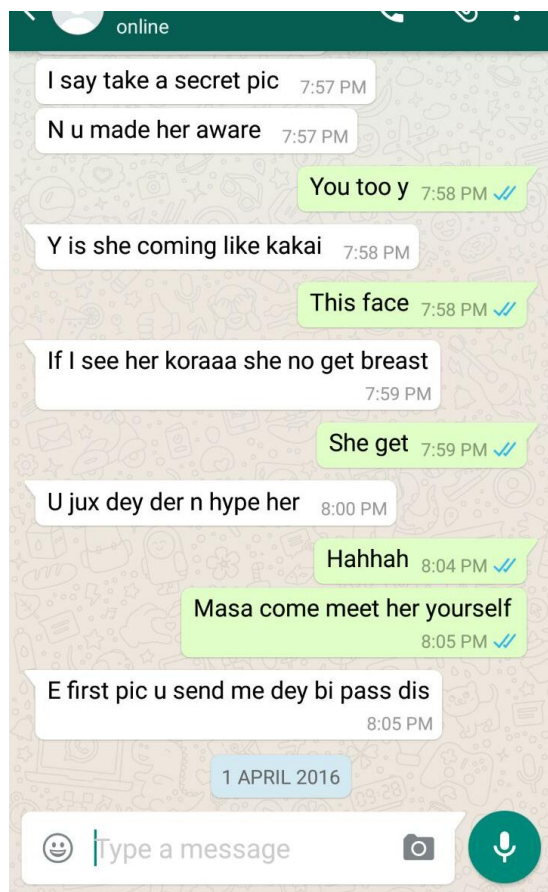 online
I say take a secret pic 7:57 PM
N u made her aware 7:57 PM
You too y 7:58 PM
Y is she coming like kakai 7:58 PM
This face 7:58 PM
If I see her koraaa she no get breast
7:59 PM
She get 7:59 PM
U jux dey der n hype her 8:00 PM
Hahhah 8:04 PM
Masa come meet her yourself
8:05 PM
E first pic u send me dey bi pass dis
8:05 PM
1 APRIL 2016
Type a message